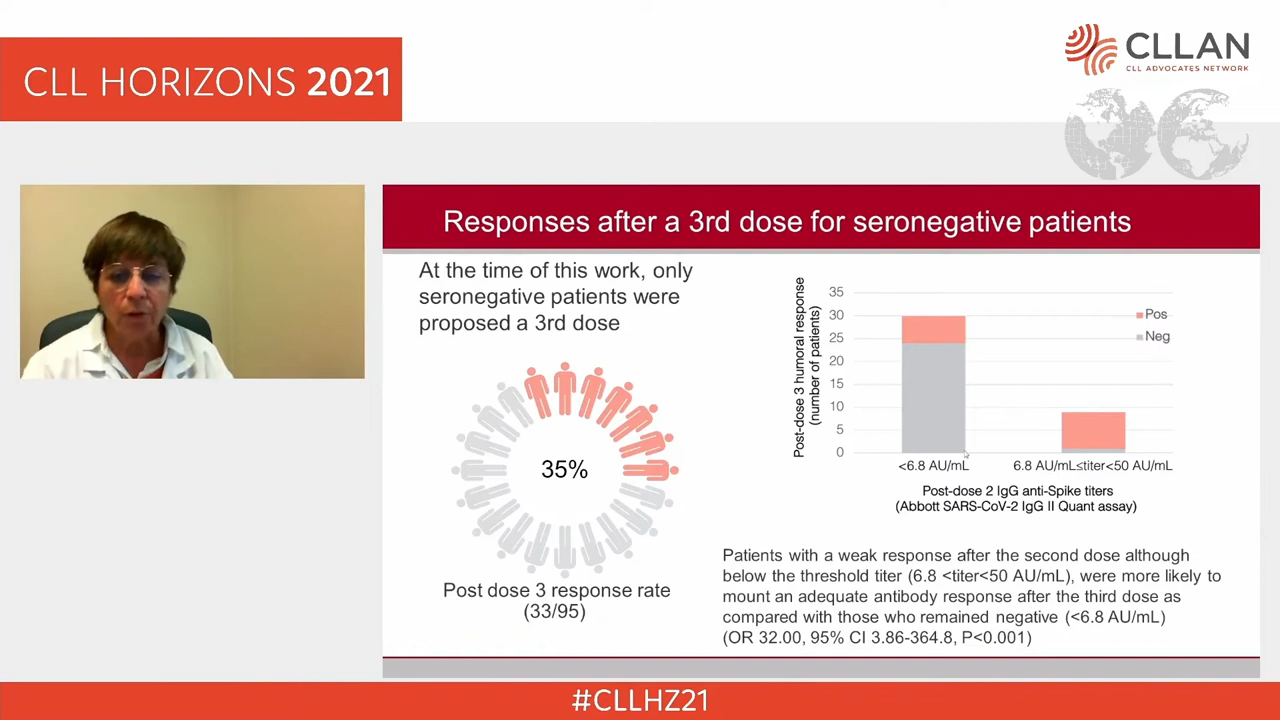 CLL HORIZONS 2021
CLLAN
CLL ADVOCATES NETWORK
Responses after a 3rd dose for seronegative patients
At the time of this work, only
seronegative patients were
proposed a 3rd dose
35%
Post dose 3 response rate
(33/95)
Post-dose 3 humoral response
(number of patients)
35
30
25
20
15
10
5
0
Pos
Neg
<6.8 AU/mL
6.8 AU/mL≤titer<50 AU/mL
Post-dose 2 IgG anti-Spike titers
(Abbott SARS-CoV-2 IgG II Quant assay)
Patients with a weak response after the second dose although
below the threshold titer (6.8 <titer<50 AU/mL), were more likely to
mount an adequate antibody response after the third dose as
compared with those who remained negative (<6.8 AU/mL)
(OR 32.00, 95% CI 3.86-364.8, P<0.001)
#CLLHZ21